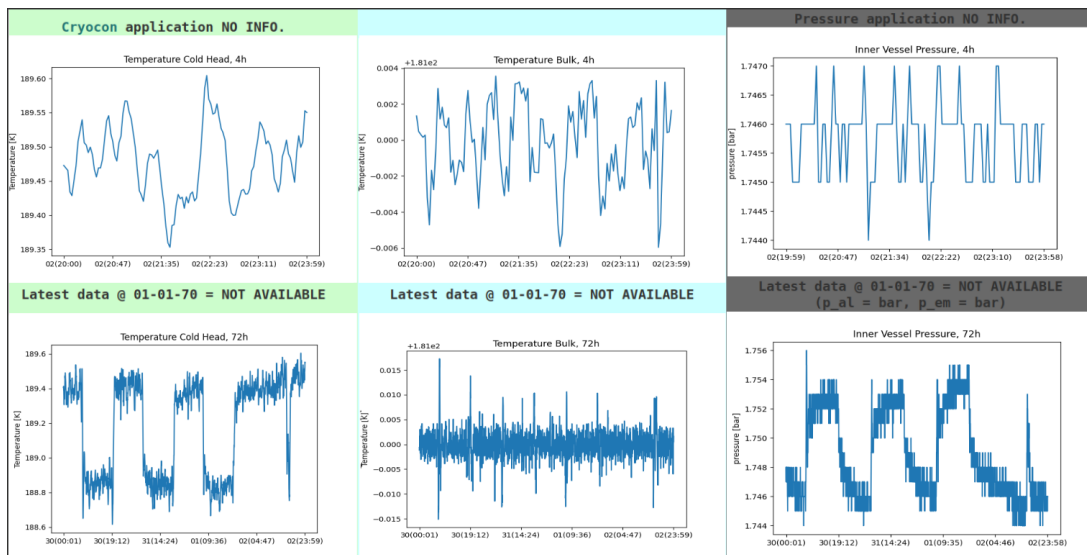 Cryocon application NO INFO.
Pressure application NO INFO.
Temperature Cold Head, 4h
189.60
189.55
189.50
189.45
189.40
189.35
Temperature [K]
02(20:00) 02(20:47) 02(21:35) 02(22:23) 02(23:11) 02(23:59)
Temperature Bulk, 4h
+1.81e2
0.004
0.002
0.000
−0.002
−0.004
−0.006
Temperature [K]
02(20:00) 02(20:47) 02(21:35) 02(22:23) 02(23:11) 02(23:59)
Inner Vessel Pressure, 4h
1.7470
1.7465
1.7460
1.7455
1.7450
1.7445
1.7440
pressure [bar]
02(19:59) 02(20:47) 02(21:34) 02(22:22) 02(23:10) 02(23:58)
Latest data @ 01-01-70 = NOT AVAILABLE
Latest data @ 01-01-70 = NOT AVAILABLE
Latest data @ 01-01-70 = NOT AVAILABLE
(p_al = bar, p_em = bar)
Temperature Cold Head, 72h
189.6
189.4
189.2
189.0
188.8
188.6
Temperature [K]
30(00:01) 30(19:12) 31(14:24) 01(09:36) 02(04:47) 02(23:59)
Temperature Bulk, 72h
+1.81e2
0.015
0.010
0.005
0.000
−0.005
−0.010
−0.015
Temperature [K]
30(00:01) 30(19:12) 31(14:24) 01(09:36) 02(04:47) 02(23:59)
Inner Vessel Pressure, 72h
1.756
1.754
1.752
1.750
1.748
1.746
1.744
pressure [bar]
30(00:01) 30(19:12) 31(14:23) 01(09:35) 02(04:46) 02(23:58)